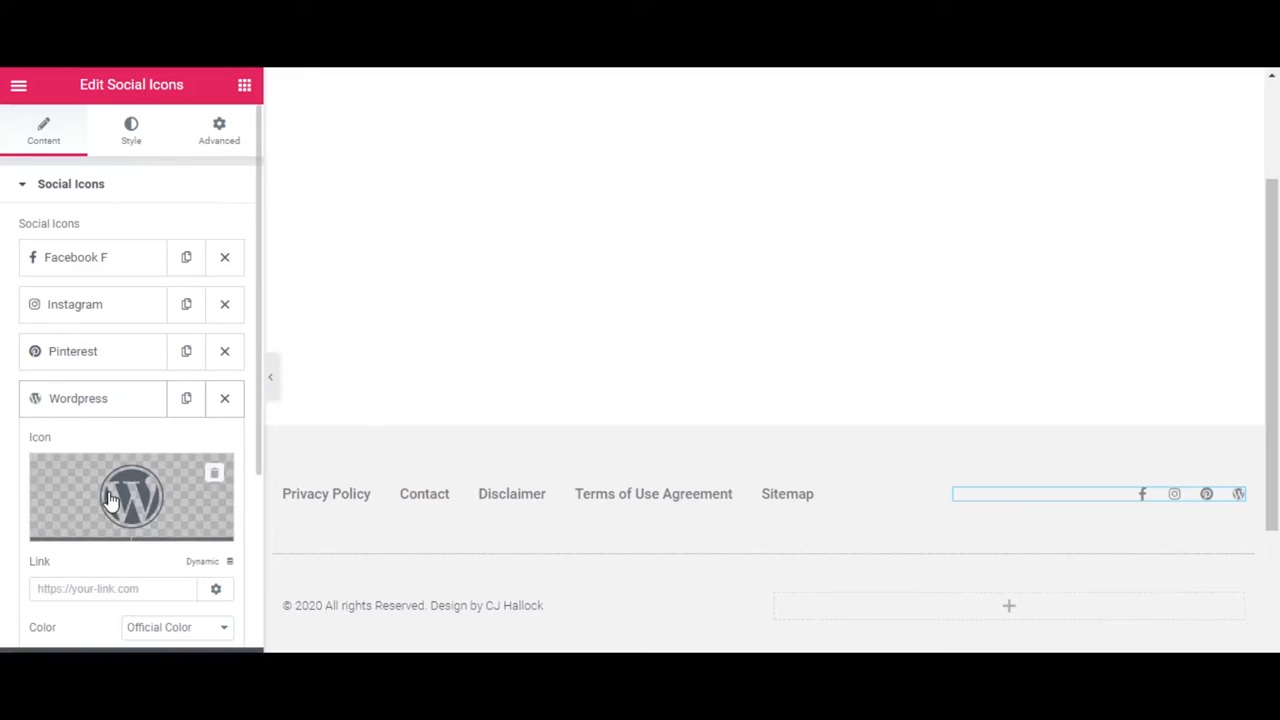 Edit Social Icons
Content
Style
Advanced
Social Icons
Social Icons
Facebook F
Instagram
Pinterest
Wordpress
Icon
Link
Dynamic
https://your-link.com
Color
Official Color
Privacy Policy
Contact
Disclaimer
Terms of Use Agreement
Sitemap
© 2020 All rights Reserved. Design by CJ Hallock